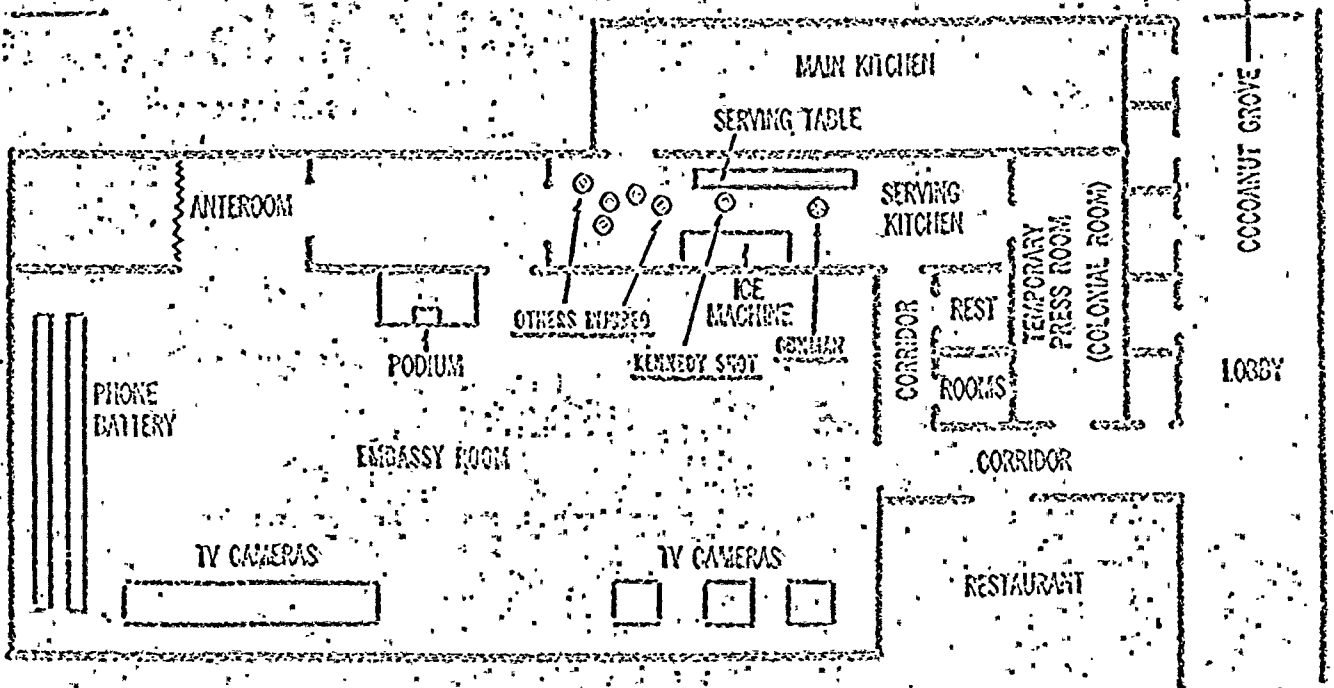 MAIN KITCHEN
SERVING TABLE
COCOANUT GROVE
ANTEROOM
SERVING
KITCHEN
TEMPORARY
PRESS ROOM
(COLONIAL ROOM)
ICE
MACHINE
OTHERS
KENNEDY SHOT
GUNMAN
PODIUM
CORRIDOR
REST
ROOMS
LOBBY
PHONE
BATTERY
EMBASSY ROOM
CORRIDOR
TV CAMERAS
TV CAMERAS
RESTAURANT